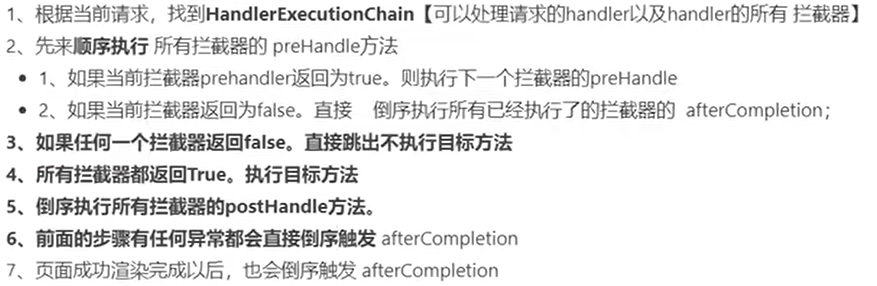 1、根据当前请求，找到HandlerExecutionChain【可以处理请求的handler以及handler的所有 拦截器】
2、先来顺序执行 所有拦截器的 preHandle方法
• 1、如果当前拦截器prehandler返回为true。则执行下一个拦截器的preHandle
• 2、如果当前拦截器返回为false。直接 倒序执行所有已经执行了的拦截器的 afterCompletion；
3、如果任何一个拦截器返回false。直接跳出不执行目标方法
4、所有拦截器都返回True。执行目标方法
5、倒序执行所有拦截器的postHandle方法。
6、前面的步骤有任何异常都会直接倒序触发 afterCompletion
7、页面成功渲染完成以后，也会倒序触发 afterCompletion